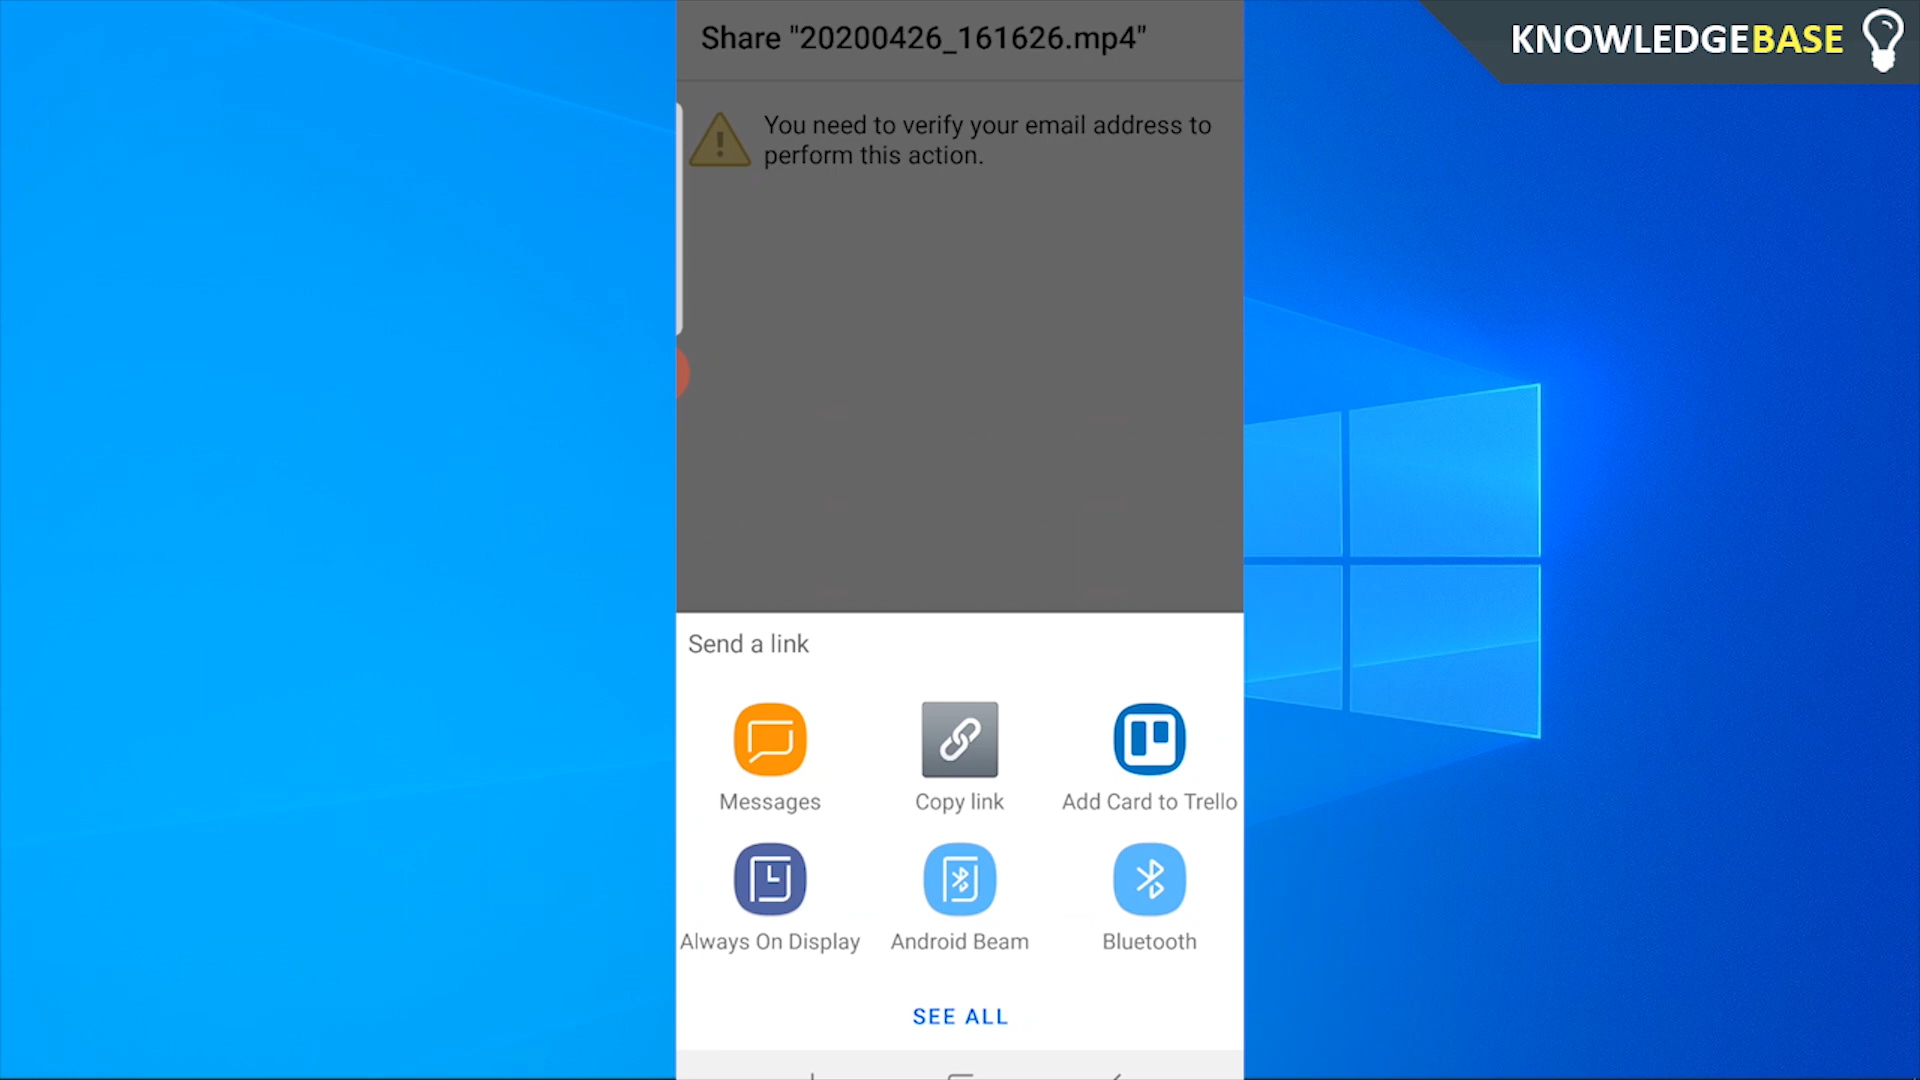 KNOWLEDGEBASE
Share "20200426_161626.mp4"
You need to verify your email address to
perform this action.
Send a link
Messages
Copy link
Add Card to Trello
Always On Display
Android Beam
Bluetooth
SEE ALL